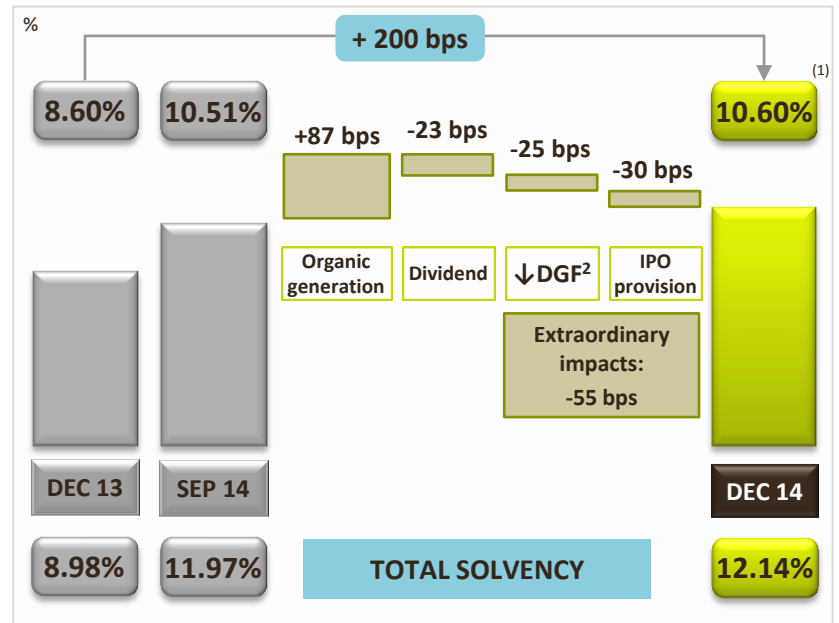 %
+ 200 bps
(1)
8.60%
10.51%
10.60%
+87 bps
-23 bps
-25 bps
-30 bps
Organic
generation
Dividend
↓DGF²
IPO
provision
Extraordinary
impacts:
-55 bps
DEC 13
SEP 14
DEC 14
8.98%
11.97%
TOTAL SOLVENCY
12.14%